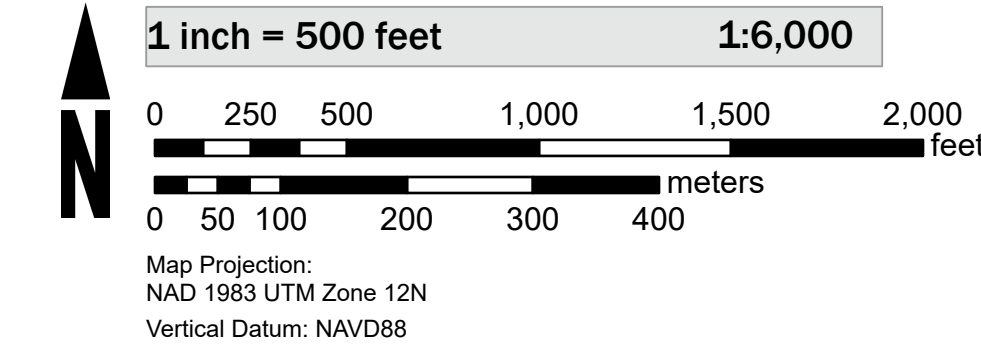 1 inch = 500 feet 1:6,000
0 250 500 1,000 1,500 2,000
feet
N
meters
0 50 100 200 300 400
Map Projection:
NAD 1983 UTM Zone 12N
Vertical Datum: NAVD88